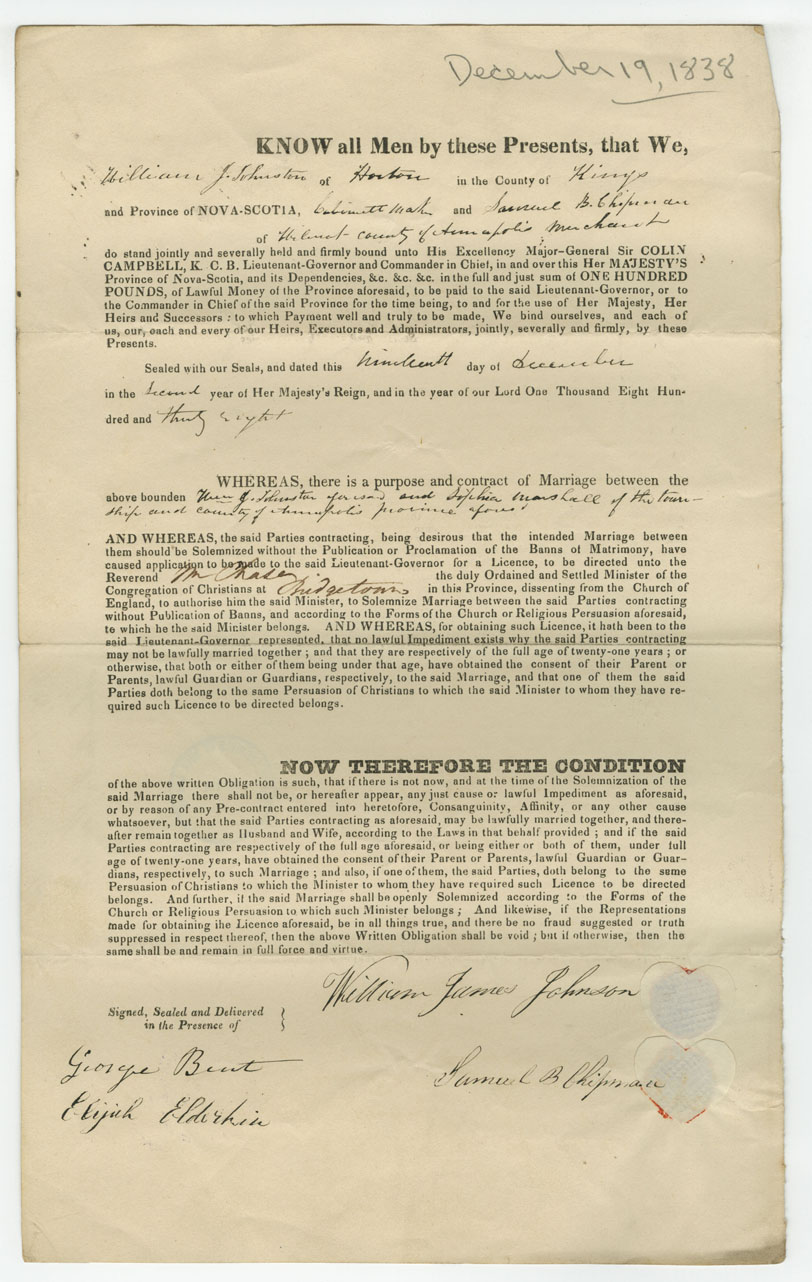 December 19, 1838
KNOW all Men by these Presents, that We,
William J. Johnston of Horton in the County of Kings
and Province of NOVA-SCOTIA, Cabinett Maker and Samuel B. Chipman
of Wilmot County of Annapolis, Merchant
do stand jointly and severally held and firmly bound unto His Excellency Major-General Sir COLIN
CAMPBELL, K. C. B. Lieutenant-Governor and Commander in Chief, in and over this Her MAJESTY'S
Province of Nova-Scotia, and its Dependencies, &c. &c. &c. in the full and just sum of ONE HUNDRED
POUNDS, of Lawful Money of the Province aforesaid, to be paid to the said Lieutenant-Governor, or to
the Commander in Chief of the said Province for the time being, to and for the use of Her Majesty, Her
Heirs and Successors : to which Payment well and truly to be made, We bind ourselves, and each of
us, our, each and every of our Heirs, Executors and Administrators, jointly, severally and firmly, by these
Presents.
Sealed with our Seals, and dated this Nineteenth day of December
in the Second year of Her Majesty's Reign, and in the year of our Lord One Thousand Eight Hun-
dred and thirty eight
WHEREAS, there is a purpose and contract of Marriage between the
above bounden Wm J. Johnston and Sophia Marshall of the town-
ship and county of Annapolis province
AND WHEREAS, the said Parties contracting, being desirous that the intended Marriage between
them should be Solemnized without the Publication or Proclamation of the Banns of Matrimony, have
caused application to be made to the said Lieutenant-Governor for a Licence, to be directed unto the
Reverend Mr Chase the duly Ordained and Settled Minister of the
Congregation of Christians at Bridgetown in this Province, dissenting from the Church of
England, to authorise him the said Minister, to Solemnize Marriage between the said Parties contracting
without Publication of Banns, and according to the Forms of the Church or Religious Persuasion aforesaid,
to which he the said Minister belongs. AND WHEREAS, for obtaining such Licence, it hath been to the
said Lieutenant-Governor represented, that no lawful Impediment exists why the said Parties contracting
may not be lawfully married together ; and that they are respectively of the full age of twenty-one years ; or
otherwise, that both or either of them being under that age, have obtained the consent of their Parent or
Parents, lawful Guardian or Guardians, respectively, to the said Marriage, and that one of them the said
Parties doth belong to the same Persuasion of Christians to which the said Minister to whom they have re-
quired such Licence to be directed belongs.
NOW THEREFORE THE CONDITION
of the above written Obligation is such, that if there is not now, and at the time of the Solemnization of the
said Marriage there shall not be, or hereafter appear, any just cause or lawful Impediment as aforesaid,
or by reason of any Pre-contract entered into heretofore, Consanguinity, Affinity, or any other cause
whatsoever, but that the said Parties contracting as aforesaid, may be lawfully married together, and there-
after remain together as Husband and Wife, according to the Laws in that behalf provided ; and if the said
Parties contracting are respectively of the full age aforesaid, or being either or both of them, under full
age of twenty-one years, have obtained the consent of their Parent or Parents, lawful Guardian or Guar-
dians, respectively, to such Marriage ; and also, if one of them, the said Parties, doth belong to the same
Persuasion of Christians to which the Minister to whom they have required such Licence to be directed
belongs. And further, if the said Marriage shall be openly Solemnized according to the Forms of the
Church or Religious Persuasion to which such Minister belongs ; And likewise, if the Representations
made for obtaining the Licence aforesaid, be in all things true, and there be no fraud suggested or truth
suppressed in respect thereof, then the above Written Obligation shall be void ; but if otherwise, then the
same shall be and remain in full force and virtue.
William James Johnson
Signed, Sealed and Delivered
in the Presence of
George Bent
Samuel B Chipman
Elijah Elderkin